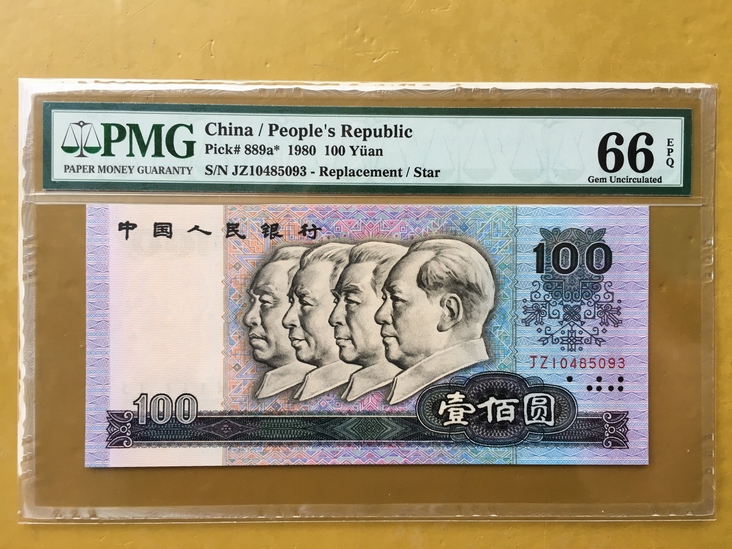 PMG
PAPER MONEY GUARANTY
China / People's Republic
Pick# 889a* 1980 100 Yüan
S/N JZ10485093 - Replacement / Star
66 EPQ
Gem Uncirculated
中国人民银行
100
JZ10485093
100
壹佰圆